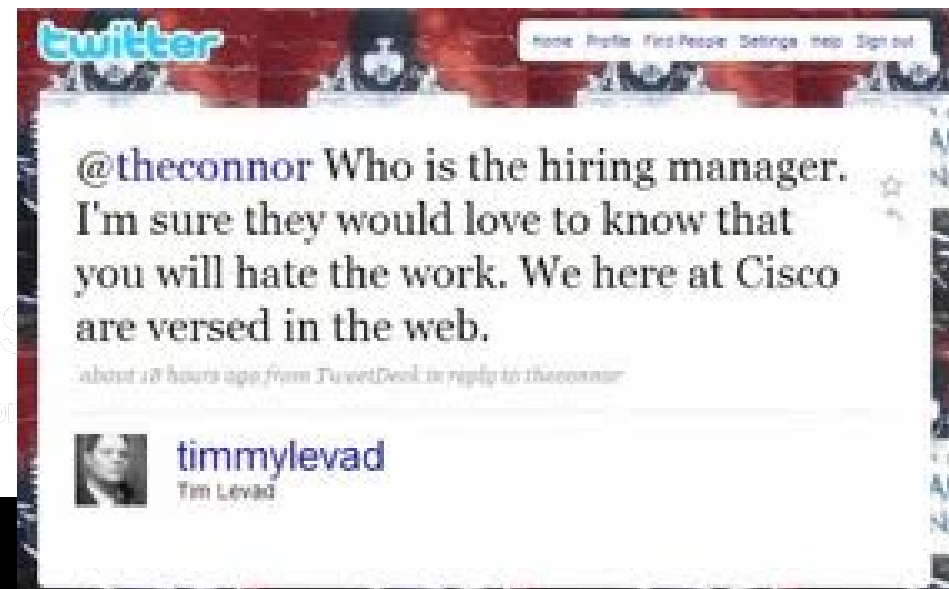 twitter
Home Profile Find People Settings Help Sign out
@theconnor Who is the hiring manager.
I'm sure they would love to know that
you will hate the work. We here at Cisco
are versed in the web.
about 18 hours ago from TweetDeck in reply to theconnor
timmylevad
Tim Levad